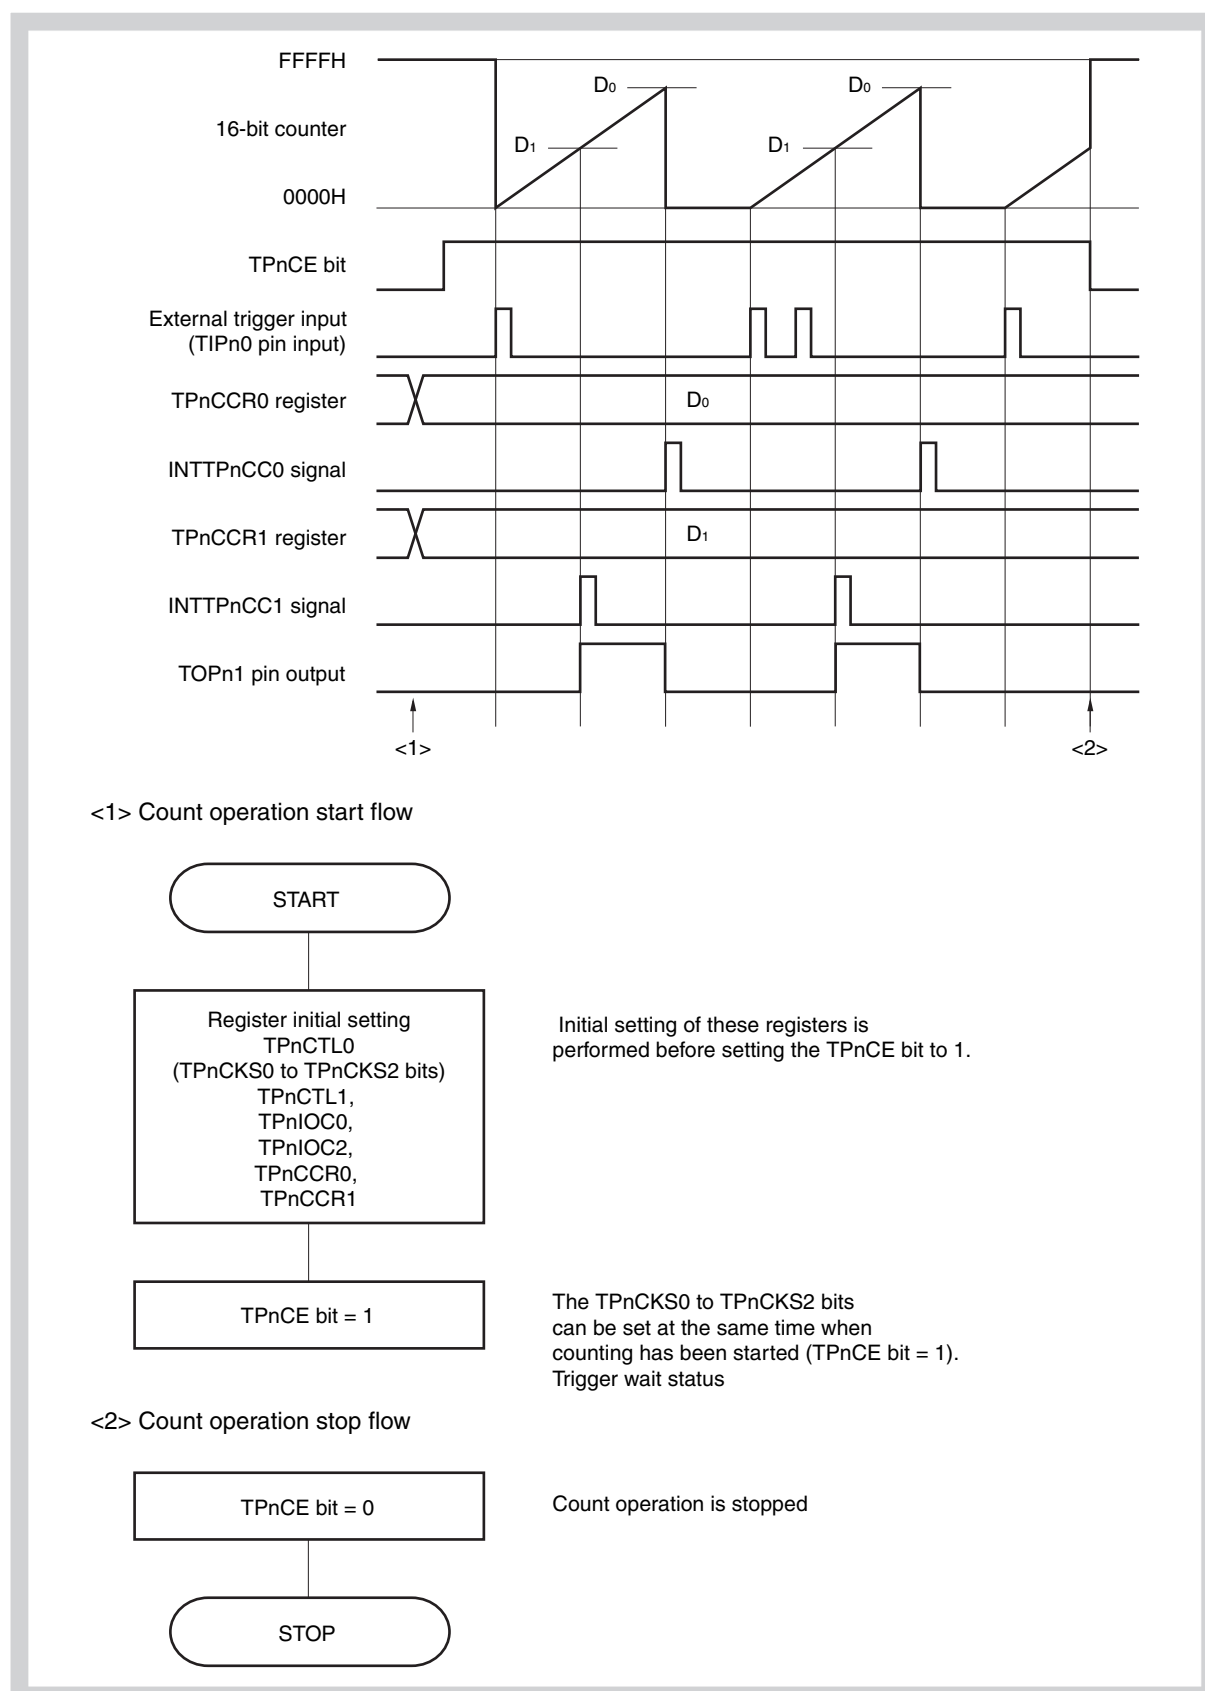 FFFFH
D0
D0
16-bit counter
D1
D1
0000H
TPnCE bit
External trigger input
(TIPn0 pin input)
TPnCCR0 register
D0
INTTPnCC0 signal
TPnCCR1 register
D1
INTTPnCC1 signal
TOPn1 pin output
<1>
<2>
<1> Count operation start flow
START
Register initial setting
TPnCTL0
(TPnCKS0 to TPnCKS2 bits)
TPnCTL1,
TPnIOC0,
TPnIOC2,
TPnCCR0,
TPnCCR1
Initial setting of these registers is
performed before setting the TPnCE bit to 1.
TPnCE bit = 1
The TPnCKS0 to TPnCKS2 bits
can be set at the same time when
counting has been started (TPnCE bit = 1).
Trigger wait status
<2> Count operation stop flow
TPnCE bit = 0
Count operation is stopped
STOP